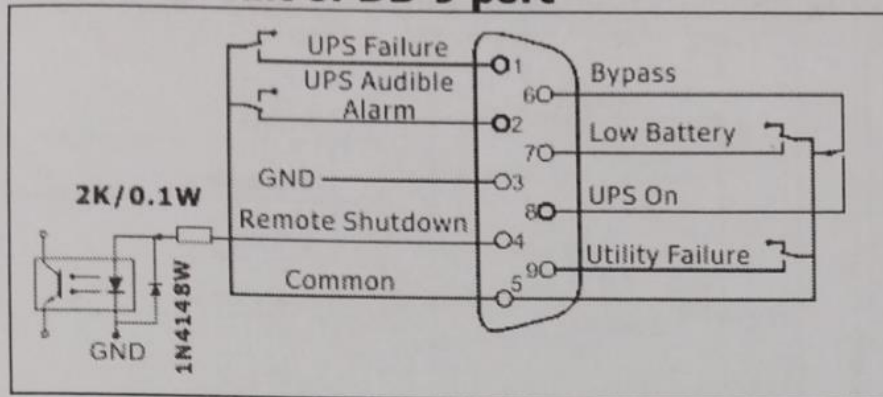 UPS Failure
UPS Audible
Alarm
GND
2K/0.1W
Remote Shutdown
1N4148W
Common
GND
1
2
3
4
5
6
7
8
9
Bypass
Low Battery
UPS On
Utility Failure